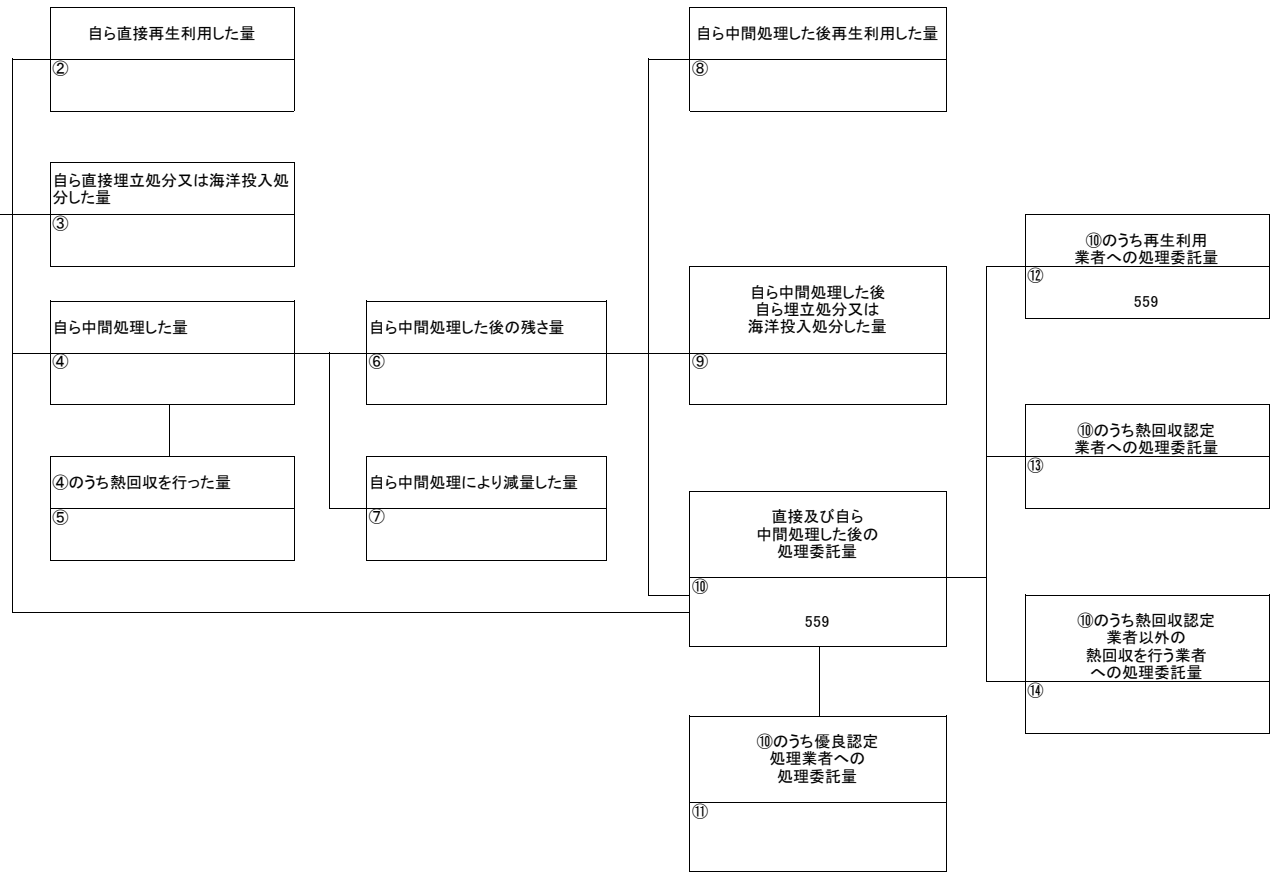 自ら直接再生利用した量
②
自ら直接埋立処分又は海洋投入処
分した量
③
自ら中間処理した量
④
④のうち熱回収を行った量
⑤
自ら中間処理した後の残さ量
⑥
自ら中間処理により減量した量
⑦
自ら中間処理した後再生利用した量
⑧
自ら中間処理した後
自ら埋立処分又は
海洋投入処分した量
⑨
直接及び自ら
中間処理した後の
処理委託量
⑩
559
⑩のうち優良認定
処理業者への
処理委託量
⑪
⑩のうち再生利用
業者への処理委託量
⑫
559
⑩のうち熱回収認定
業者への処理委託量
⑬
⑩のうち熱回収認定
業者以外の
熱回収を行う業者
への処理委託量
⑭